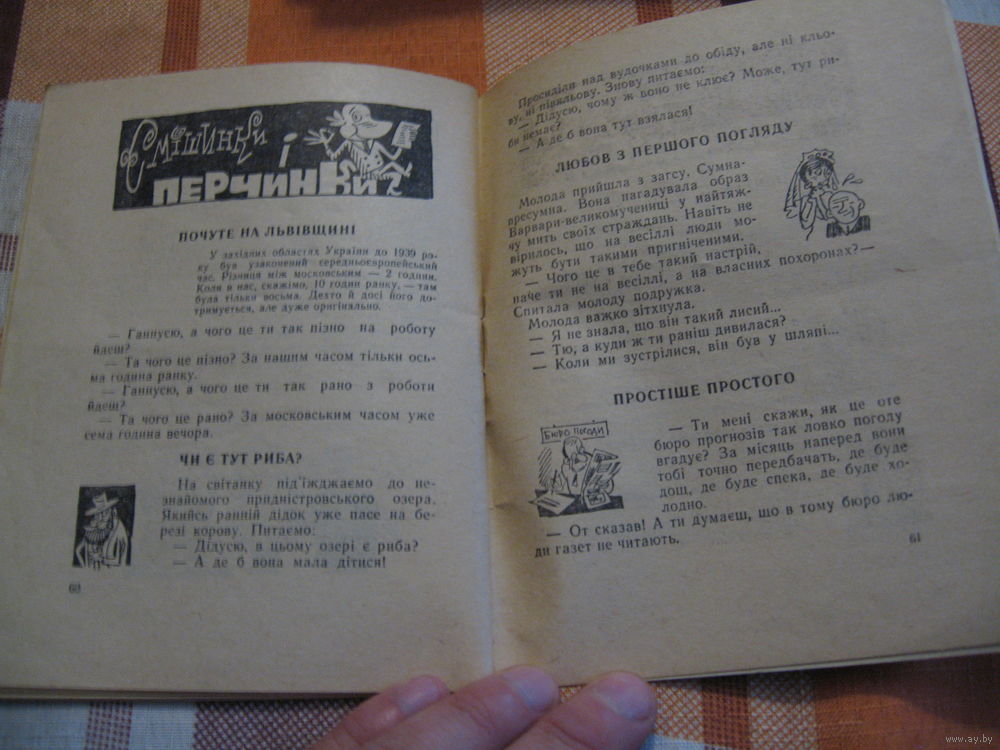 Смішинки
і
перчинки
ПОЧУТЕ НА ЛЬВІВЩИНІ
У західних областях України до 1939 ро-
ку був узаконений середньоєвропейський
час. Різниця між московським — 2 години.
Коли в нас, скажімо, 10 годин ранку, — там
була тільки восьма. Дехто й досі його до-
тримується, але дуже оригінально.
— Ганнусю, а чого це ти так пізно на роботу
йдеш?
— Та чого це пізно? За нашим часом тільки ось-
ма година ранку.
— Ганнусю, а чого це ти так рано з роботи
йдеш?
— Та чого це рано? За московським часом уже
сема година вечора.
ЧИ Є ТУТ РИБА?
На світанку під'їжджаємо до не-
знайомого придністровського озера.
Якийсь ранній дідок уже пасе на бе-
резі корову. Питаємо:
— Дідусю, в цьому озері є риба?
— А де б вона мала дітися!
60
Просиділи над вудочками до обіду, але ні кльо-
ву, ні півкльову. Знову питаємо:
— Дідусю, чому ж воно не клює? Може, тут ри-
би немає?
— А де б вона тут взялася!
ЛЮБОВ З ПЕРШОГО ПОГЛЯДУ
Молода прийшла з загсу. Сумна-
пресумна. Вона нагадувала образ
Варвари-великомучениці у найтяж-
чу мить своїх страждань. Навіть не
вірилось, що на весіллі люди мо-
жуть бути такими пригніченими.
— Чого це в тебе такий настрій,
наче ти не на весіллі, а на власних похоронах?—
Спитала молоду подружка.
Молода важко зітхнула.
— Я не знала, що він такий лисий...
— Тю, а куди ж ти раніш дивилася?
— Коли ми зустрілися, він був у шляпі...
ПРОСТІШЕ ПРОСТОГО
БЮРО ПОГОДИ
— Ти мені скажи, як це оте
бюро прогнозів так ловко погоду
вгадує? За місяць наперед вони
тобі точно передбачать, де буде
дощ, де буде спека, де буде хо-
лодно.
— От сказав! А ти думаєш, що в тому бюро лю-
ди газет не читають.
61
www.ay.by